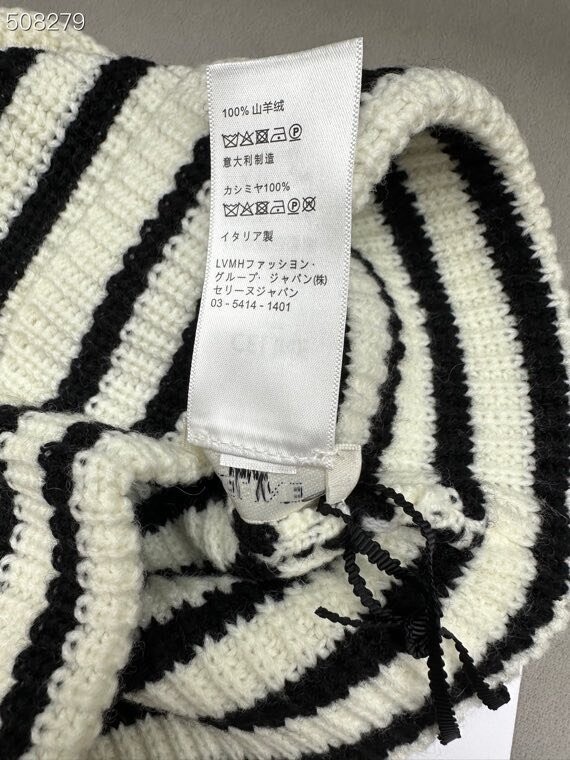 508279
100% 山羊绒
意大利制造
カシミヤ100%
イタリア製
LVMHファッション・
グループ・ジャパン(株)
セリーヌジャパン
03 - 5414 - 1401